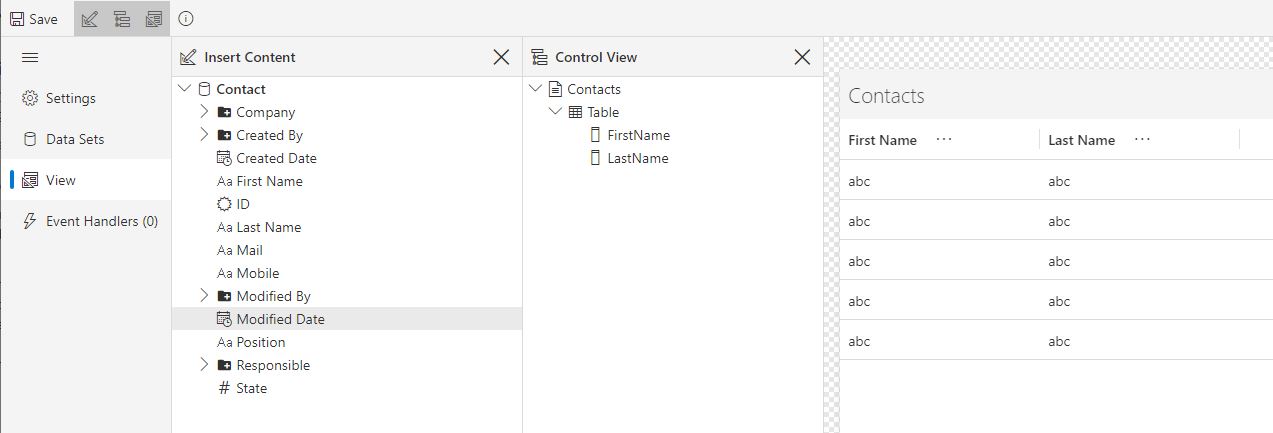 Save
Settings
Data Sets
View
Event Handlers (0)
Insert Content
Contact
Company
Created By
Created Date
Aa First Name
ID
Aa Last Name
Aa Mail
Aa Mobile
Modified By
Modified Date
Aa Position
Responsible
# State
Control View
Contacts
Table
FirstName
LastName
Contacts
First Name ··· Last Name ···
abc abc
abc abc
abc abc
abc abc
abc abc